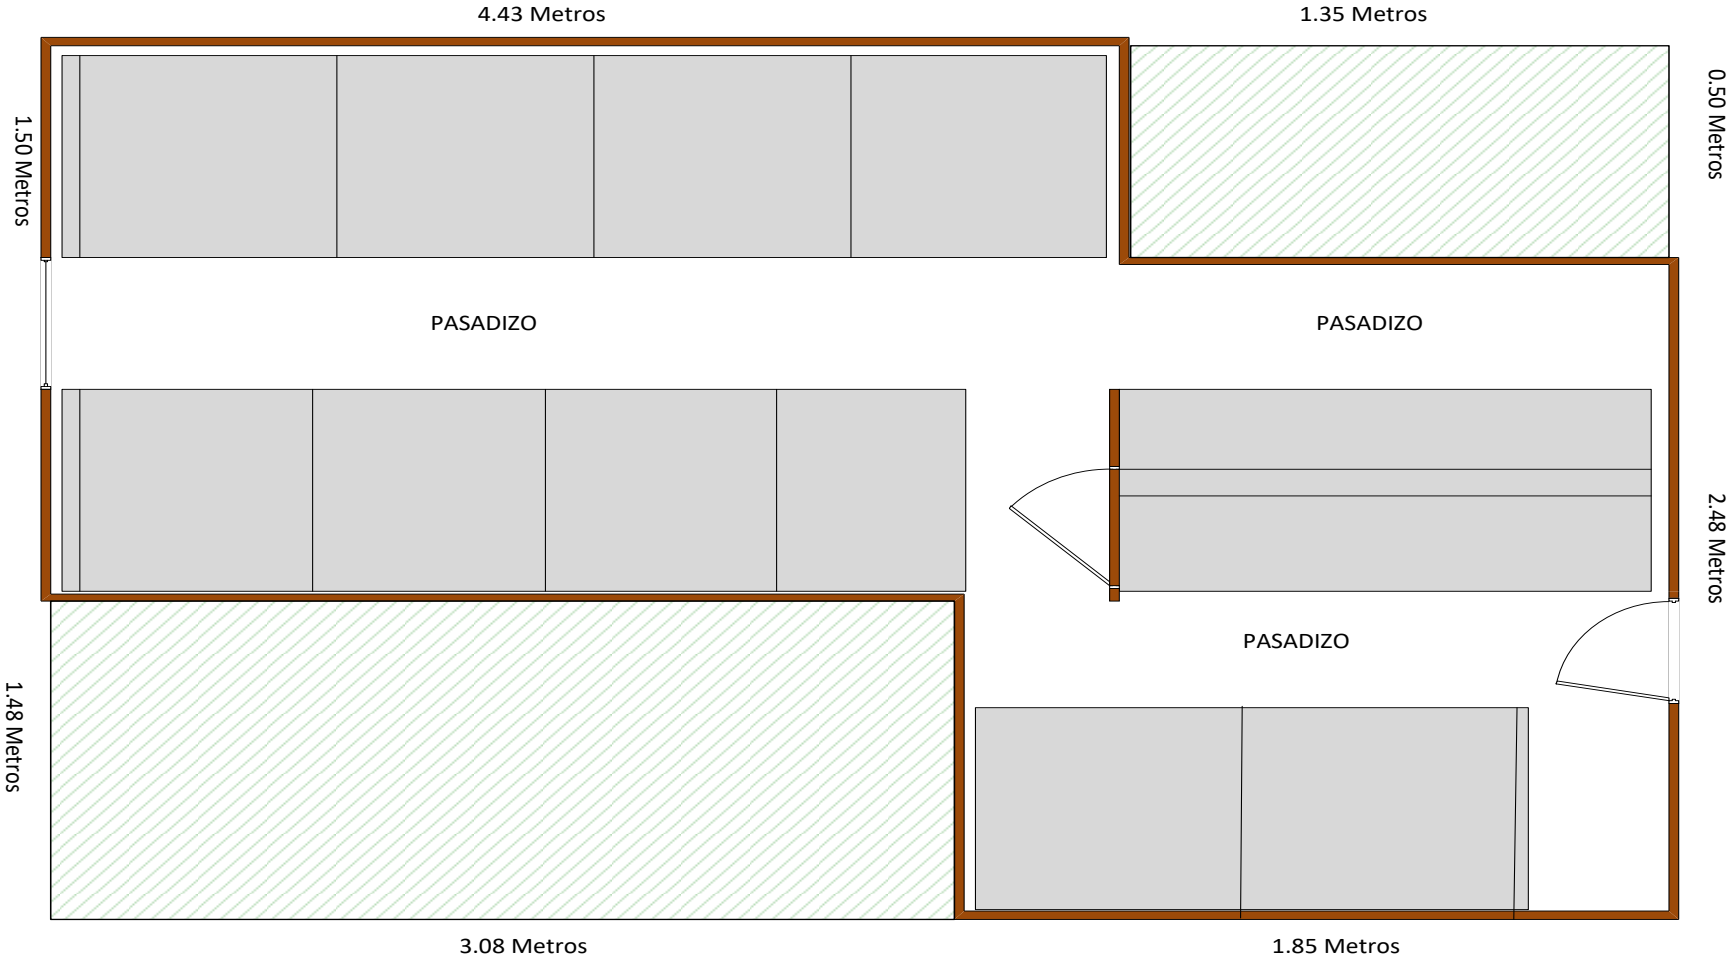 4.43 Metros
1.35 Metros
0.50 Metros
1.50 Metros
PASADIZO
PASADIZO
2.48 Metros
PASADIZO
1.48 Metros
3.08 Metros
1.85 Metros